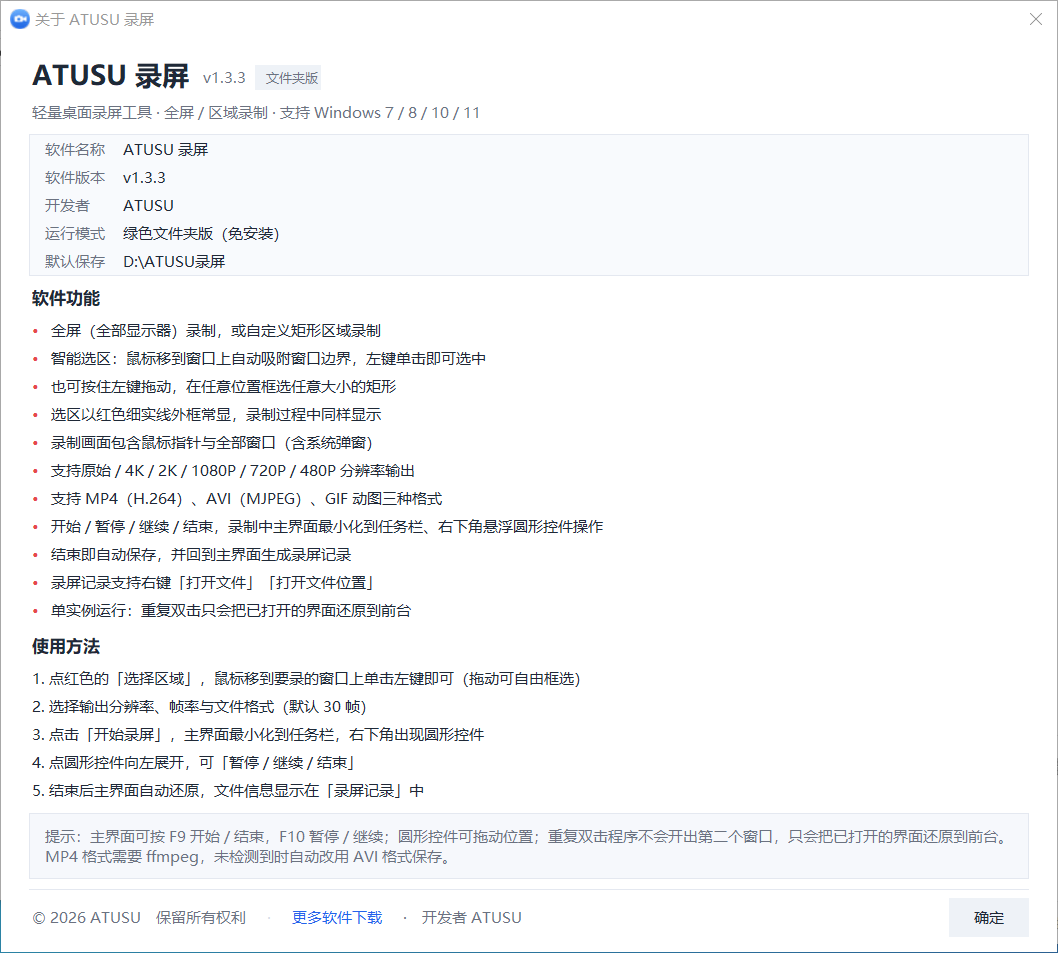 关于 ATUSU 录屏
ATUSU 录屏 v1.3.3 文件夹版
轻量桌面录屏工具 · 全屏 / 区域录制 · 支持 Windows 7 / 8 / 10 / 11
软件名称 ATUSU 录屏
软件版本 v1.3.3
开发者 ATUSU
运行模式 绿色文件夹版（免安装）
默认保存 D:\ATUSU录屏
软件功能
• 全屏（全部显示器）录制，或自定义矩形区域录制
• 智能选区：鼠标移到窗口上自动吸附窗口边界，左键单击即可选中
• 也可按住左键拖动，在任意位置框选任意大小的矩形
• 选区以红色细实线外框常显，录制过程中同样显示
• 录制画面包含鼠标指针与全部窗口（含系统弹窗）
• 支持原始 / 4K / 2K / 1080P / 720P / 480P 分辨率输出
• 支持 MP4（H.264）、AVI（MJPEG）、GIF 动图三种格式
• 开始 / 暂停 / 继续 / 结束，录制中主界面最小化到任务栏、右下角悬浮圆形控件操作
• 结束即自动保存，并回到主界面生成录屏记录
• 录屏记录支持右键「打开文件」「打开文件位置」
• 单实例运行：重复双击只会把已打开的界面还原到前台
使用方法
1. 点红色的「选择区域」，鼠标移到要录的窗口上单击左键即可（拖动可自由框选）
2. 选择输出分辨率、帧率与文件格式（默认 30 帧）
3. 点击「开始录屏」，主界面最小化到任务栏，右下角出现圆形控件
4. 点圆形控件向左展开，可「暂停 / 继续 / 结束」
5. 结束后主界面自动还原，文件信息显示在「录屏记录」中
提示：主界面可按 F9 开始 / 结束，F10 暂停 / 继续；圆形控件可拖动位置；重复双击程序不会开出第二个窗口，只会把已打开的界面还原到前台。
MP4 格式需要 ffmpeg，未检测到时自动改用 AVI 格式保存。
© 2026 ATUSU 保留所有权利 · 更多软件下载 · 开发者 ATUSU 确定